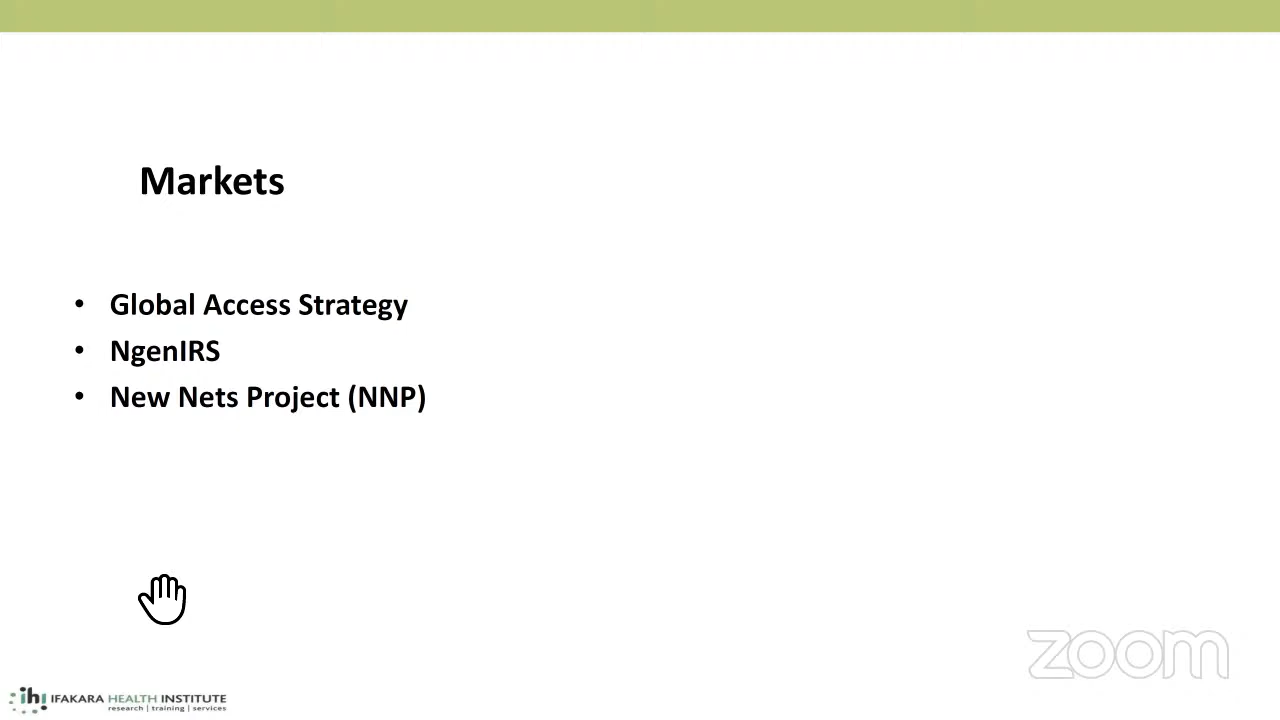 Markets
• Global Access Strategy
• NgenIRS
• New Nets Project (NNP)
zoom
ihi IFAKARA HEALTH INSTITUTE
research | training | services